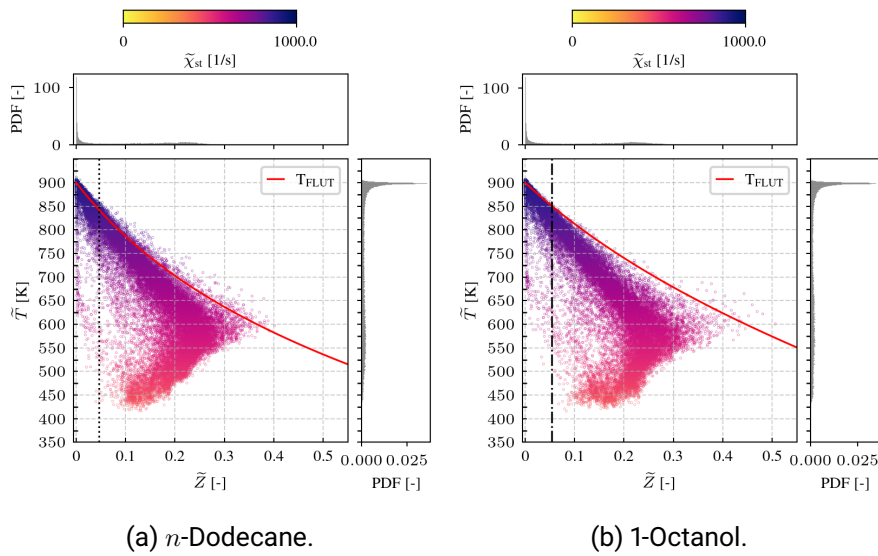 0 1000.0
χ̃st [1/s]
100
0
PDF [-]
TFLUT
900
850
800
750
700
650
600
550
500
450
400
350
T̃ [K]
0 0.1 0.2 0.3 0.4 0.5
Z̃ [-]
0.000 0.025
PDF [-]
(a) n-Dodecane.
0 1000.0
χ̃st [1/s]
100
0
PDF [-]
TFLUT
900
850
800
750
700
650
600
550
500
450
400
350
T̃ [K]
0 0.1 0.2 0.3 0.4 0.5
Z̃ [-]
0.000 0.025
PDF [-]
(b) 1-Octanol.